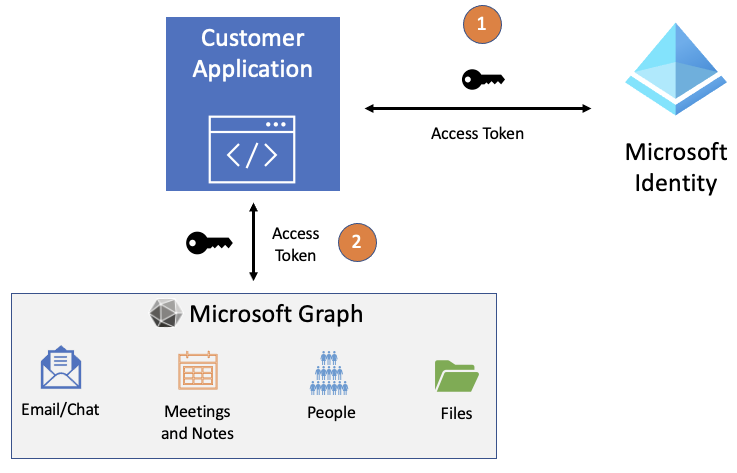 1
Customer
Application
</>
Access Token
Microsoft
Identity
Access
Token
2
Microsoft Graph
Email/Chat
Meetings
and Notes
People
Files